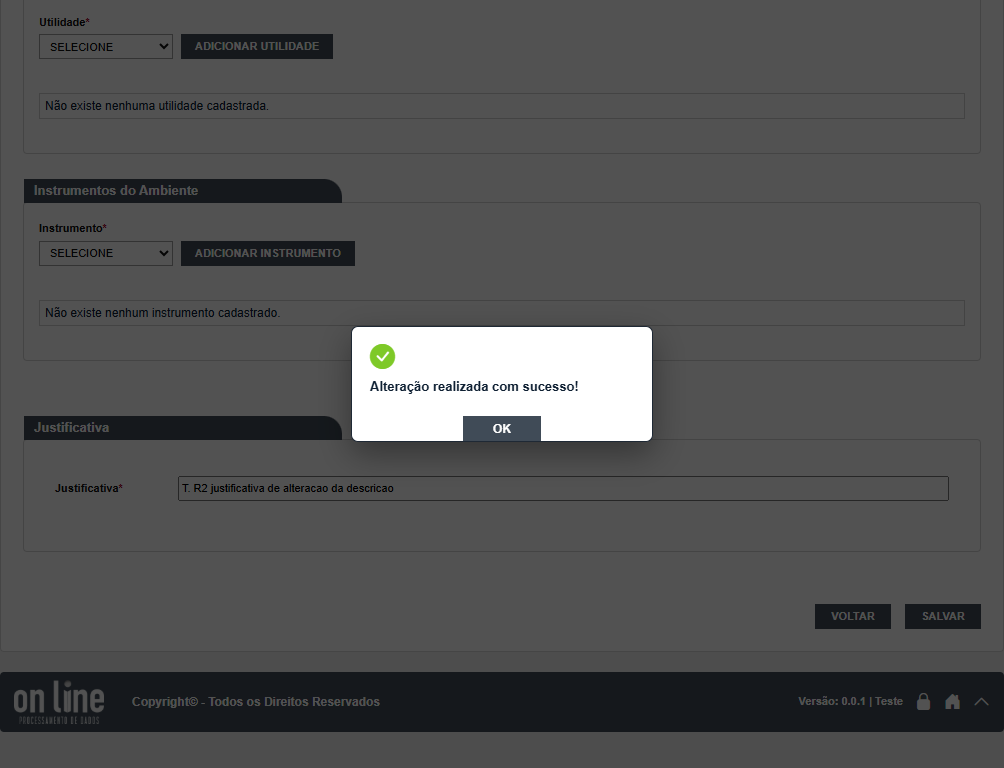 Utilidade*
SELECIONE
ADICIONAR UTILIDADE
Não existe nenhuma utilidade cadastrada.
Instrumentos do Ambiente
Instrumento*
SELECIONE
ADICIONAR INSTRUMENTO
Não existe nenhum instrumento cadastrado.
Alteração realizada com sucesso!
OK
Justificativa
Justificativa*
T. R2 justificativa de alteracao da descricao
VOLTAR
SALVAR
on line
PORCESSAMENTO DE DADOS
Copyright© - Todos os Direitos Reservados
Versão: 0.0.1 | Teste